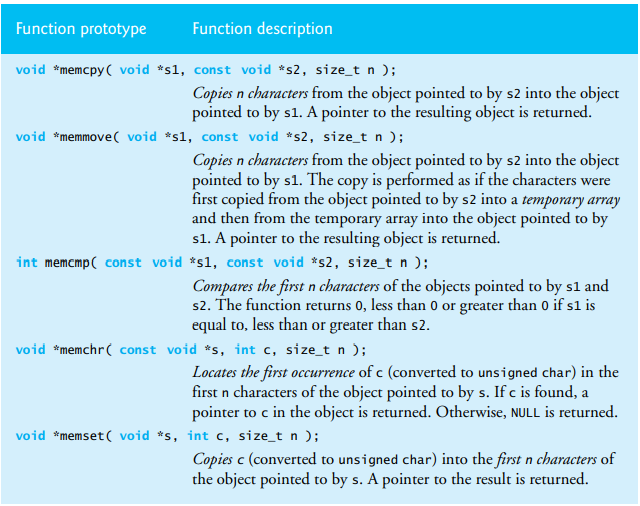 Function prototype Function description
void *memcpy( void *s1, const void *s2, size_t n );
Copies n characters from the object pointed to by s2 into the object
pointed to by s1. A pointer to the resulting object is returned.
void *memmove( void *s1, const void *s2, size_t n );
Copies n characters from the object pointed to by s2 into the object
pointed to by s1. The copy is performed as if the characters were
first copied from the object pointed to by s2 into a temporary array
and then from the temporary array into the object pointed to by
s1. A pointer to the resulting object is returned.
int memcmp( const void *s1, const void *s2, size_t n );
Compares the first n characters of the objects pointed to by s1 and
s2. The function returns 0, less than 0 or greater than 0 if s1 is
equal to, less than or greater than s2.
void *memchr( const void *s, int c, size_t n );
Locates the first occurrence of c (converted to unsigned char) in the
first n characters of the object pointed to by s. If c is found, a
pointer to c in the object is returned. Otherwise, NULL is returned.
void *memset( void *s, int c, size_t n );
Copies c (converted to unsigned char) into the first n characters of
the object pointed to by s. A pointer to the result is returned.